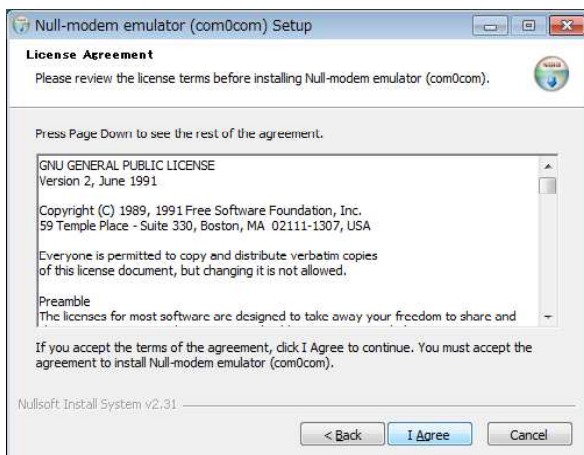 Null-modem emulator (com0com) Setup
License Agreement
Please review the license terms before installing Null-modem emulator (com0com).
Press Page Down to see the rest of the agreement.
GNU GENERAL PUBLIC LICENSE
Version 2, June 1991
Copyright (C) 1989, 1991 Free Software Foundation, Inc.
59 Temple Place - Suite 330, Boston, MA 02111-1307, USA
Everyone is permitted to copy and distribute verbatim copies
of this license document, but changing it is not allowed.
Preamble
The licenses for most software are designed to take away your freedom to share and
If you accept the terms of the agreement, click I Agree to continue. You must accept the
agreement to install Null-modem emulator (com0com).
Nullsoft Install System v2.31
< Back
I Agree
Cancel